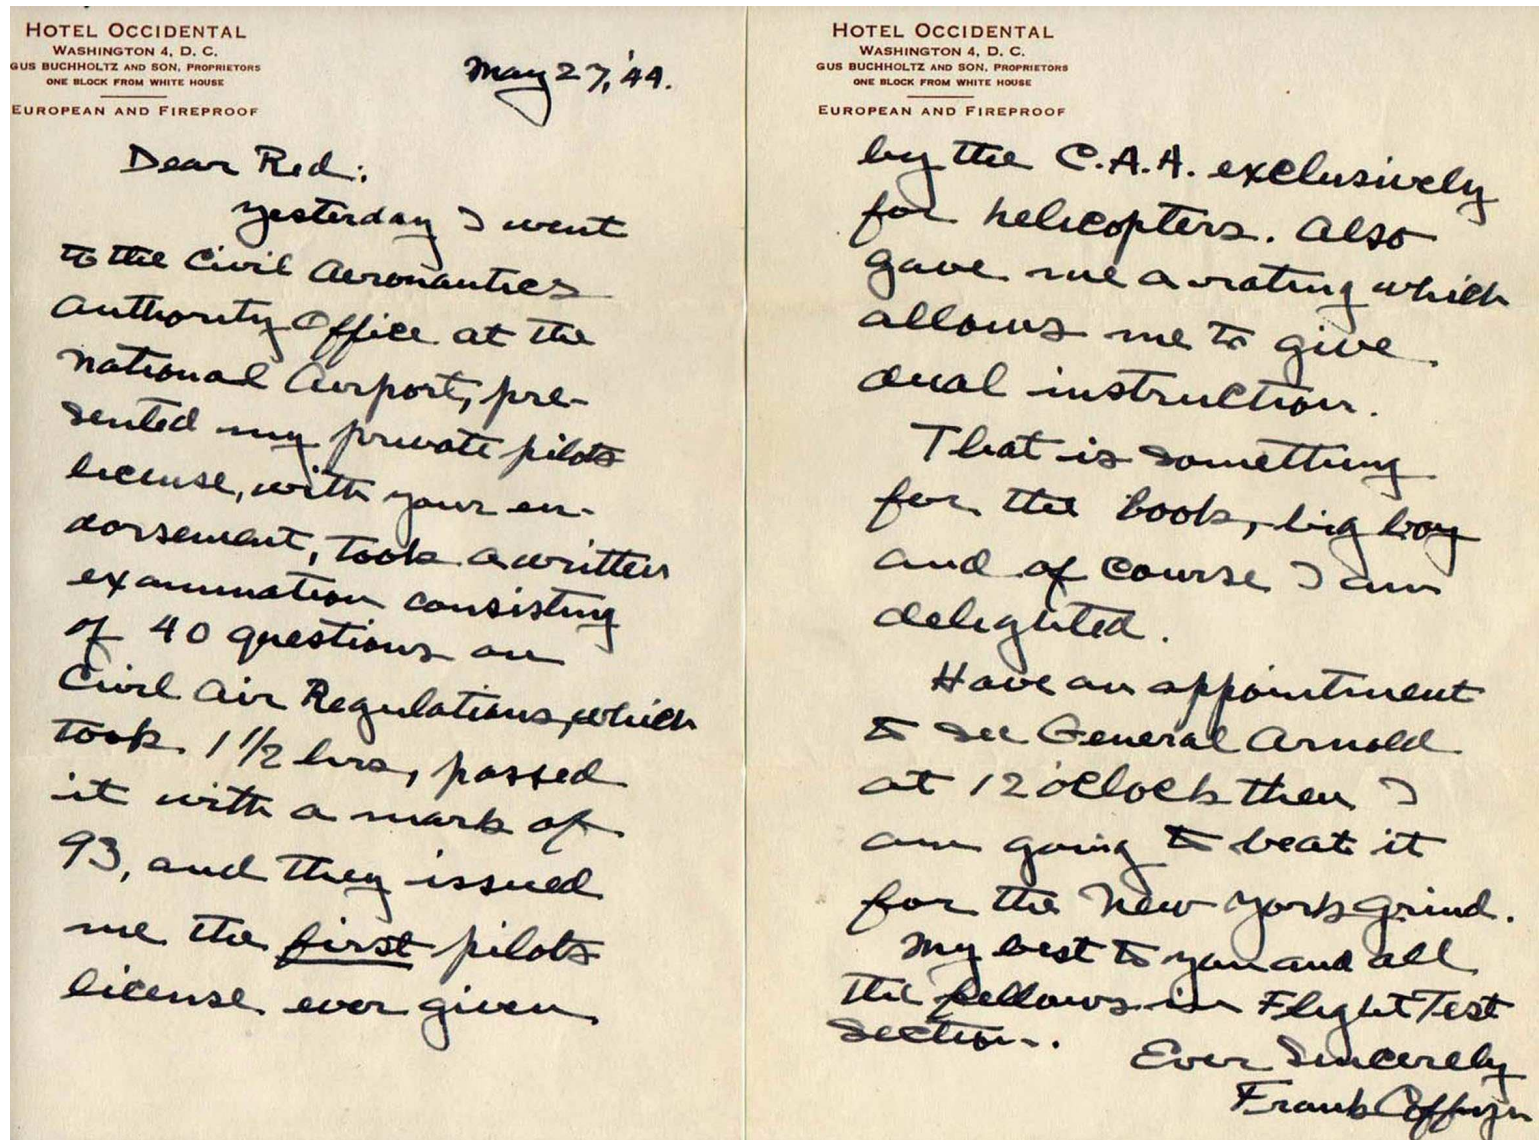 HOTEL OCCIDENTAL
WASHINGTON 4, D. C.
GUS BUCHHOLTZ AND SON, PROPRIETORS
ONE BLOCK FROM WHITE HOUSE
EUROPEAN AND FIREPROOF
May 27, '44.
Dear Red:
Yesterday I went
to the Civil Aeronautics
Authority Office at the
National Airport, pre-
sented my private pilots
license, with your en-
dorsement, took a written
examination consisting
of 40 questions on
Civil Air Regulations, which
took 1 1/2 hrs, passed
it with a mark of
93, and they issued
me the first pilots
license ever given
HOTEL OCCIDENTAL
WASHINGTON 4, D. C.
GUS BUCHHOLTZ AND SON, PROPRIETORS
ONE BLOCK FROM WHITE HOUSE
EUROPEAN AND FIREPROOF
by the C.A.A. exclusively
for helicopters. Also
gave me a rating which
allows me to give
dual instruction.
That is something
for the book, big boy
and of course I am
delighted.
Have an appointment
to see General Arnold
at 12 o'clock then I
am going to beat it
for the New York grind.
My best to you and all
the fellows in Flight Test
Section.
Ever Sincerely
Frank Coffyn